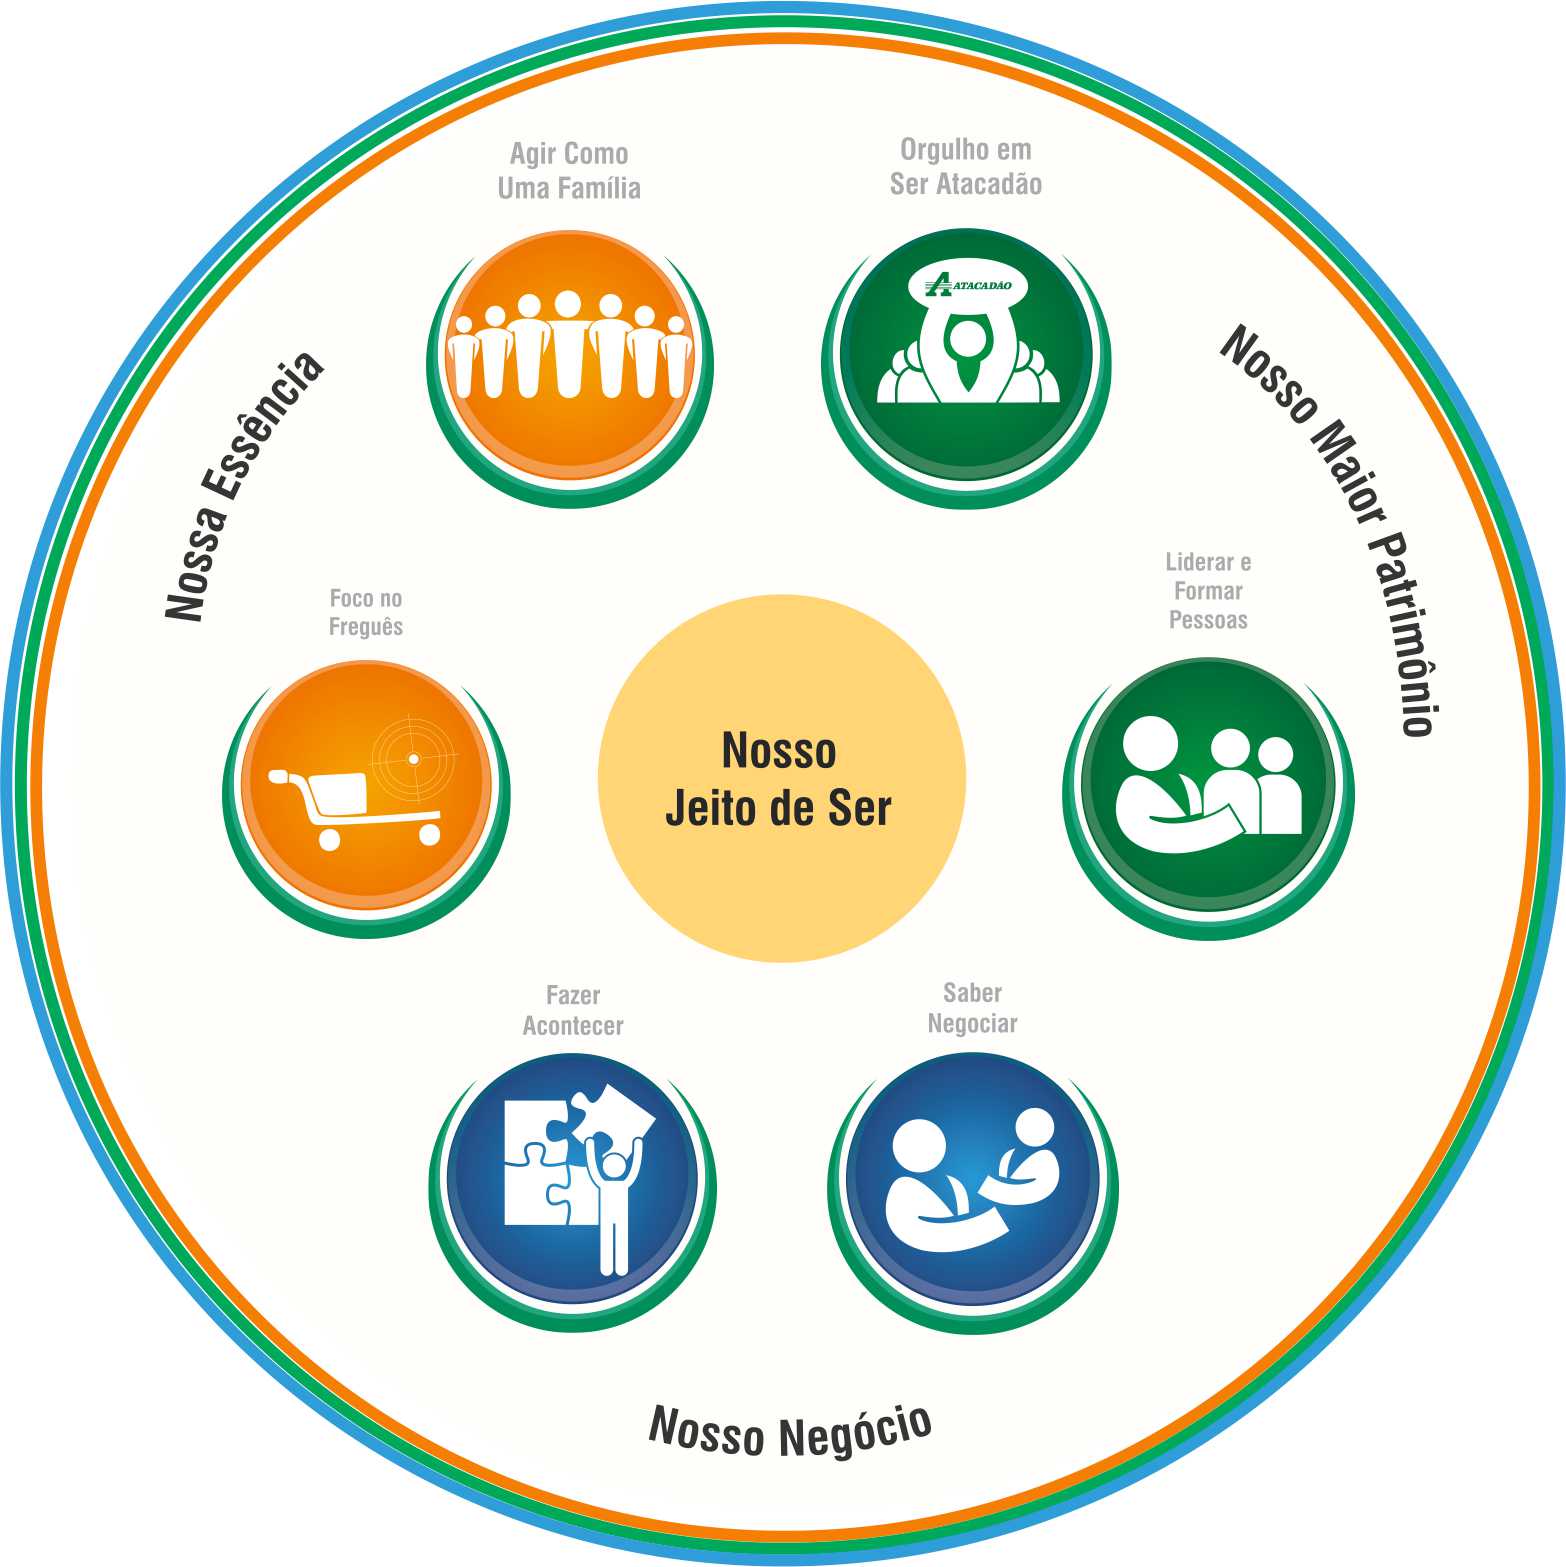 Agir Como
Uma Família
Orgulho em
Ser Atacadão
ATACADÃO
Nossa Essência
Nosso Maior Patrimônio
Foco no
Freguês
Liderar e
Formar
Pessoas
Nosso
Jeito de Ser
Fazer
Acontecer
Saber
Negociar
Nosso Negócio